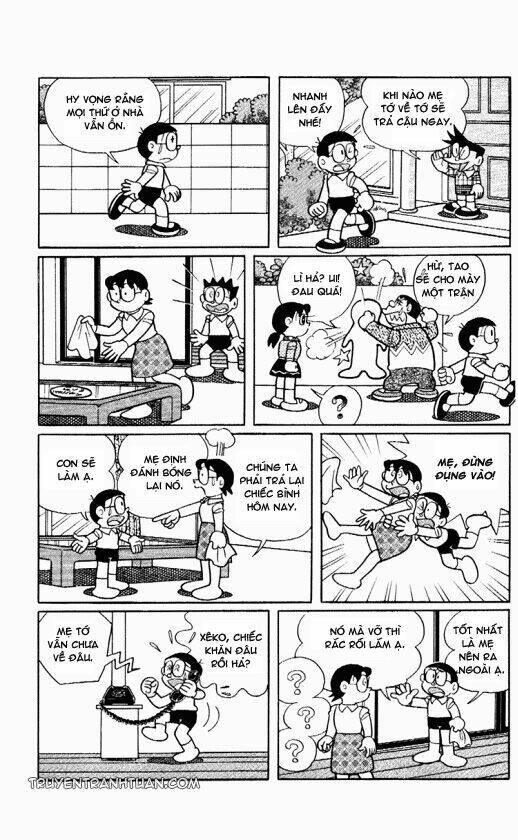 HY VỌNG RẰNG
MỌI THỨ Ở NHÀ
VẪN ỔN.
NHANH
LÊN ĐẤY
NHÉ!
KHI NÀO MẸ
TỚ VỀ TỚ SẼ
TRẢ CẬU NGAY.
LÌ HẢ? UI!
ĐAU QUÁ!
HỪ, TAO
SẼ CHO MÀY
MỘT TRẬN
?
CON SẼ
LÀM Ạ.
MẸ ĐỊNH
ĐÁNH BÓNG
LẠI NÓ.
CHÚNG TA
PHẢI TRẢ LẠI
CHIẾC BÌNH
HÔM NAY.
MẸ, ĐỪNG
ĐỤNG VÀO!
MẸ TỚ
VẪN CHƯA
VỀ ĐÂU.
XÊKO, CHIẾC
KHĂN ĐÂU
RỒI HẢ?
NÓ MÀ VỠ THÌ
RẮC RỐI LẮM Ạ.
TỐT NHẤT
LÀ MẸ
NÊN RA
NGOÀI Ạ.
?
?
?
TRUYENTRANHTUAN.COM